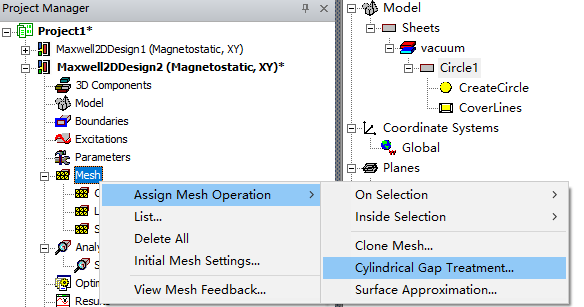 Project Manager
Project1*
Maxwell2DDesign1 (Magnetostatic, XY)
Maxwell2DDesign2 (Magnetostatic, XY)*
3D Components
Model
Boundaries
Excitations
Parameters
Mesh
Analy
Optim
Results
Assign Mesh Operation
List...
Delete All
Initial Mesh Settings...
View Mesh Feedback...
Model
Sheets
vacuum
Circle1
CreateCircle
CoverLines
Coordinate Systems
Global
Planes
On Selection
Inside Selection
Clone Mesh...
Cylindrical Gap Treatment...
Surface Approximation...